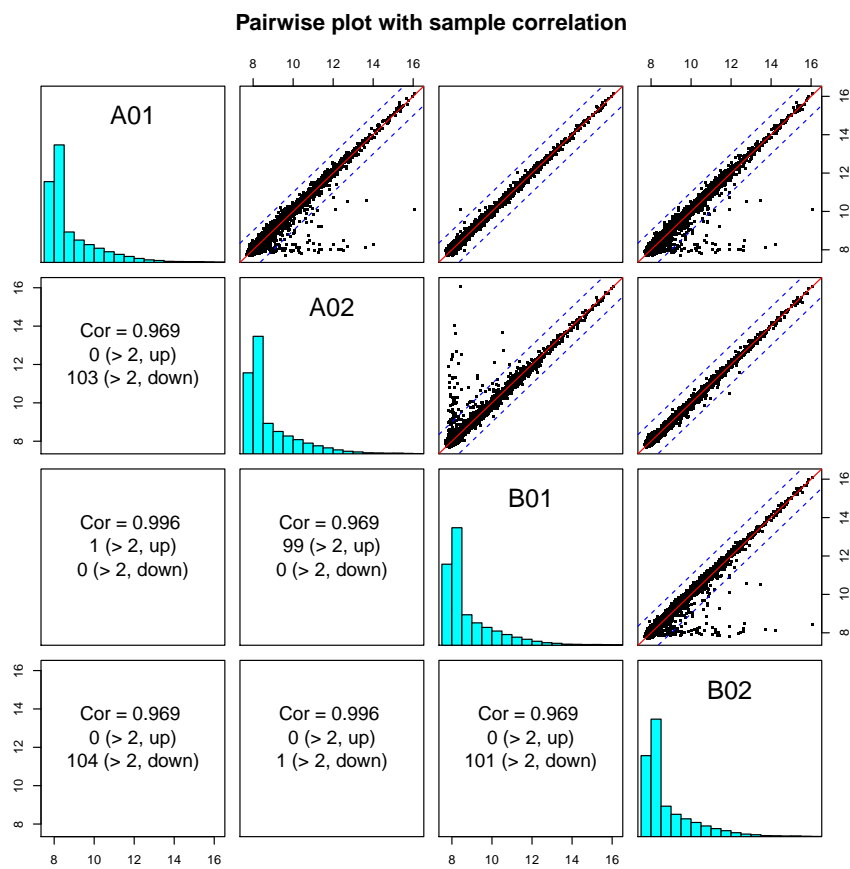 Pairwise plot with sample correlation
8 10 12 14 16
8 10 12 14 16
A01
8 10 12 14 16
8 10 12 14 16
Cor = 0.969
0 (> 2, up)
103 (> 2, down)
A02
Cor = 0.996
1 (> 2, up)
0 (> 2, down)
Cor = 0.969
99 (> 2, up)
0 (> 2, down)
B01
8 10 12 14 16
8 10 12 14 16
Cor = 0.969
0 (> 2, up)
104 (> 2, down)
Cor = 0.996
0 (> 2, up)
1 (> 2, down)
Cor = 0.969
0 (> 2, up)
101 (> 2, down)
B02
8 10 12 14 16
8 10 12 14 16